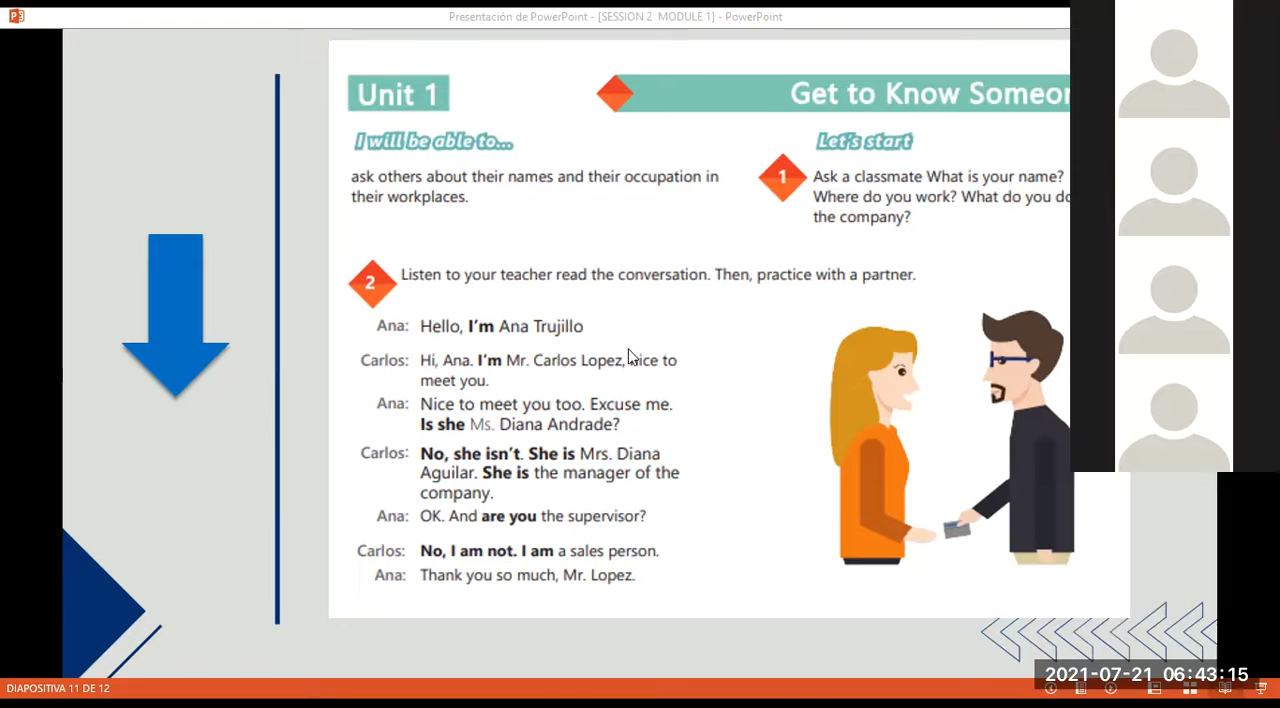 Presentación de PowerPoint - [SESSION 2 MODULE 1] - PowerPoint
Unit 1
Get to Know
I will be able to...
Let's start
ask others about their names and their occupation in
their workplaces.
1
Ask a classmate What is your name?
Where do you work? What do you do
the company?
2
Listen to your teacher read the conversation. Then, practice with a partner.
Ana: Hello, I'm Ana Trujillo
Carlos: Hi, Ana. I'm Mr. Carlos Lopez, nice to
meet you.
Ana: Nice to meet you too. Excuse me.
Is she Ms. Diana Andrade?
Carlos: No, she isn't. She is Mrs. Diana
Aguilar. She is the manager of the
company.
Ana: OK. And are you the supervisor?
Carlos: No, I am not. I am a sales person.
Ana: Thank you so much, Mr. Lopez.
2021-07-21 06:43:15
DIAPOSITIVA 11 DE 12